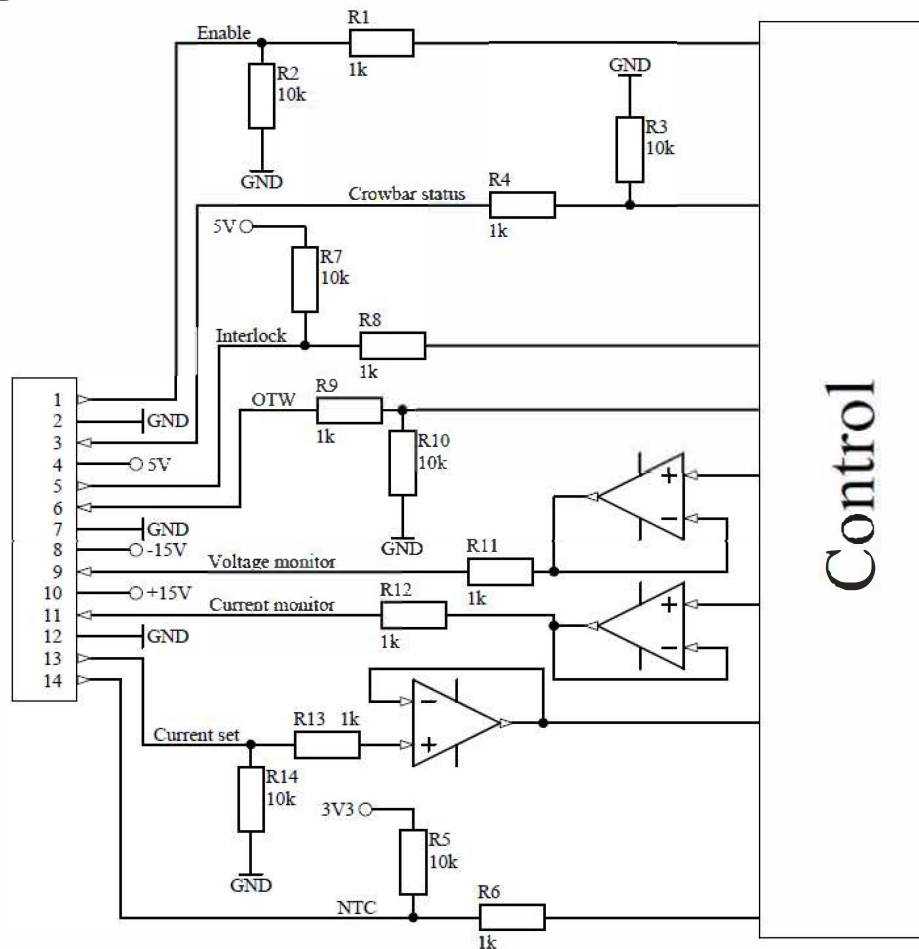 R1
Enable
1k
R2
10k
GND
GND
R3
10k
R4
Crowbar status
1k
5V
R7
10k
Interlock
R8
1k
OTW
R9
1k
R10
10k
GND
1
2 GND
3
4 5V
5
6
7 GND
8 -15V
9
10 +15V
11
12 GND
13
14
+
−
Voltage monitor
R11
1k
Current monitor
R12
1k
+
−
−
+
Current set
R13 1k
R14
10k
GND
3V3
R5
10k
NTC
R6
1k
Control